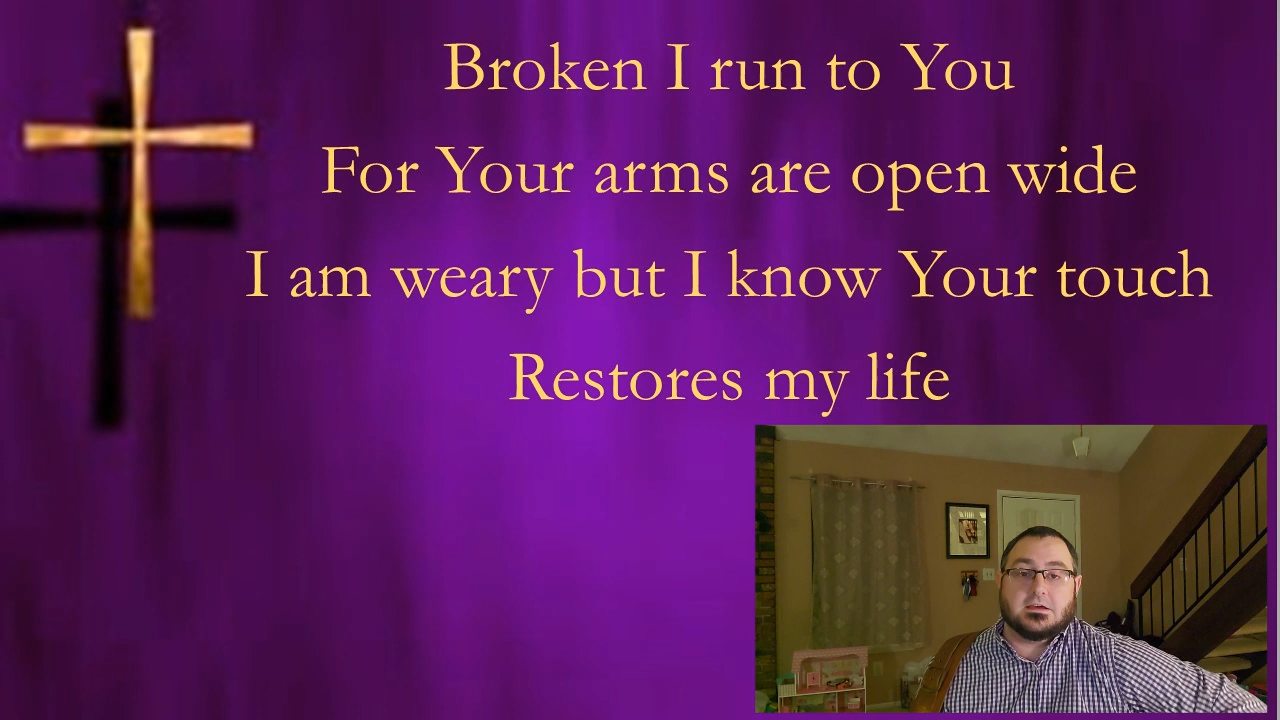 Broken I run to You
For Your arms are open wide
I am weary but I know Your touch
Restores my life